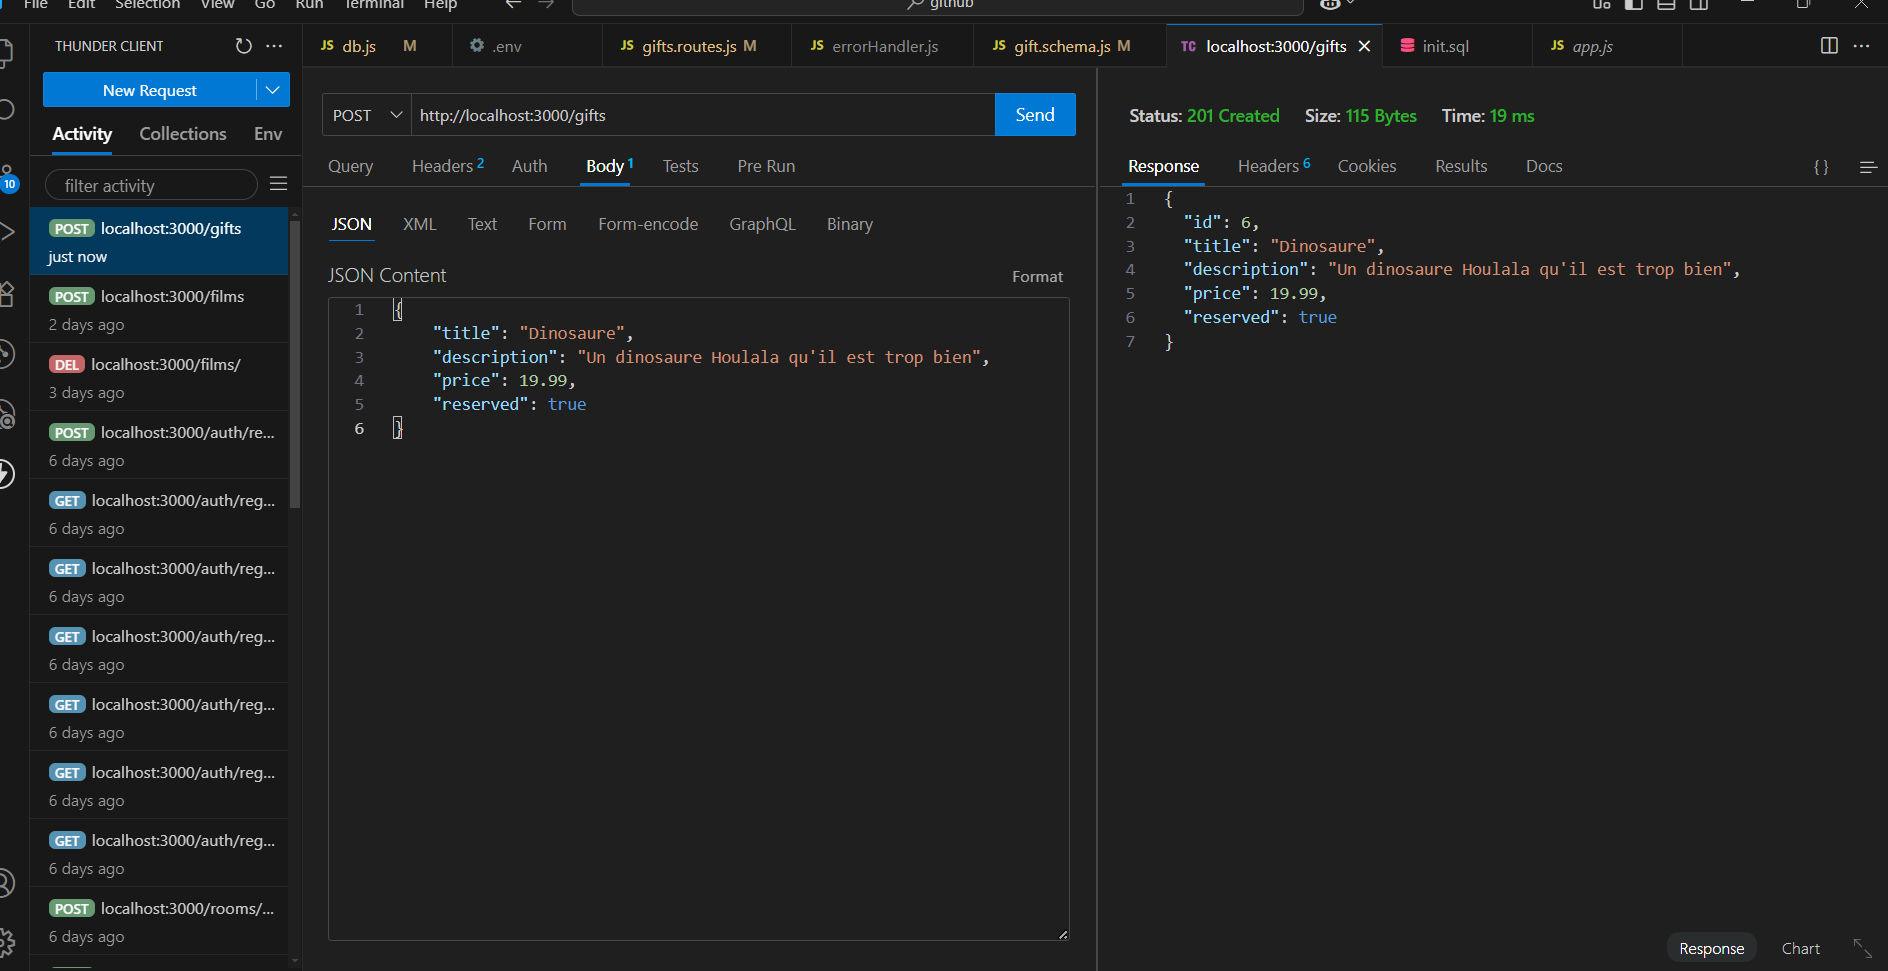 File Edit Selection View Go Run Terminal Help
github
THUNDER CLIENT
JS db.js M
.env
JS gifts.routes.js M
JS errorHandler.js
JS gift.schema.js M
TC localhost:3000/gifts
init.sql
JS app.js
New Request
Activity Collections Env
filter activity
10
POST localhost:3000/gifts
just now
POST localhost:3000/films
2 days ago
DEL localhost:3000/films/
3 days ago
POST localhost:3000/auth/re...
6 days ago
GET localhost:3000/auth/reg...
6 days ago
GET localhost:3000/auth/reg...
6 days ago
GET localhost:3000/auth/reg...
6 days ago
GET localhost:3000/auth/reg...
6 days ago
GET localhost:3000/auth/reg...
6 days ago
GET localhost:3000/auth/reg...
6 days ago
POST localhost:3000/rooms/...
6 days ago
POST http://localhost:3000/gifts Send
Query Headers 2 Auth Body 1 Tests Pre Run
JSON XML Text Form Form-encode GraphQL Binary
JSON Content Format
1 {
2 "title": "Dinosaure",
3 "description": "Un dinosaure Houlala qu'il est trop bien",
4 "price": 19.99,
5 "reserved": true
6 }
Status: 201 Created Size: 115 Bytes Time: 19 ms
Response Headers 6 Cookies Results Docs {}
1 {
2 "id": 6,
3 "title": "Dinosaure",
4 "description": "Un dinosaure Houlala qu'il est trop bien",
5 "price": 19.99,
6 "reserved": true
7 }
Response Chart